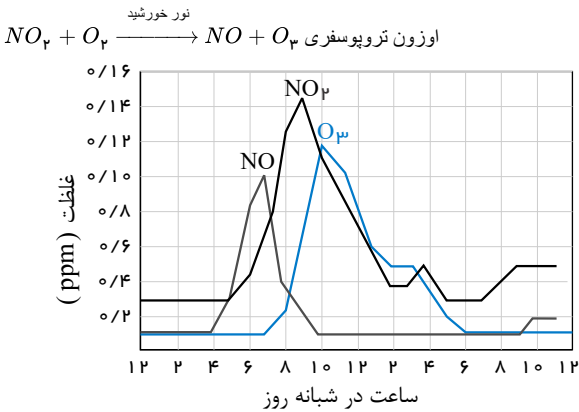 نور خورشید
NO۲ + O۲ ⟶ NO + O۳ اوزون تروپوسفری
۰/۱۶
۰/۱۴
۰/۱۲
۰/۱۰
۰/۸
۰/۶
۰/۴
۰/۲
غلظت (ppm)
NO
NO۲
O۳
۱۲ ۲ ۴ ۶ ۸ ۱۰ ۱۲ ۲ ۴ ۶ ۸ ۱۰ ۱۲
ساعت در شبانه روز